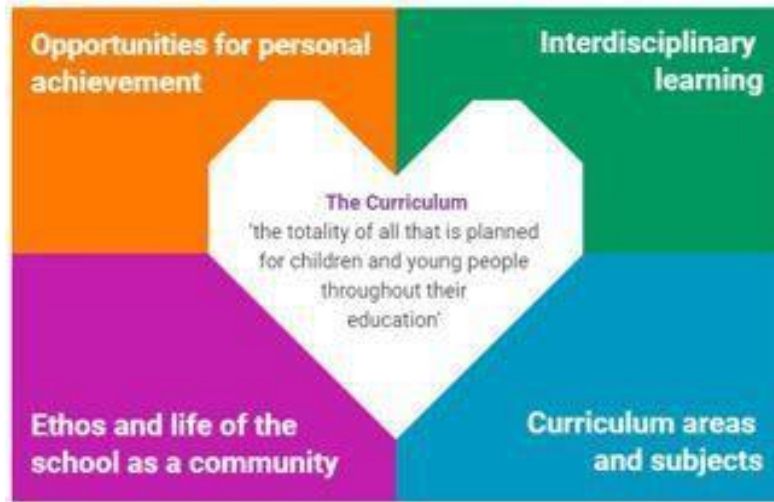 Opportunities for personal
achievement
Interdisciplinary
learning
The Curriculum
'the totality of all that is planned
for children and young people
throughout their
education'
Ethos and life of the
school as a community
Curriculum areas
and subjects